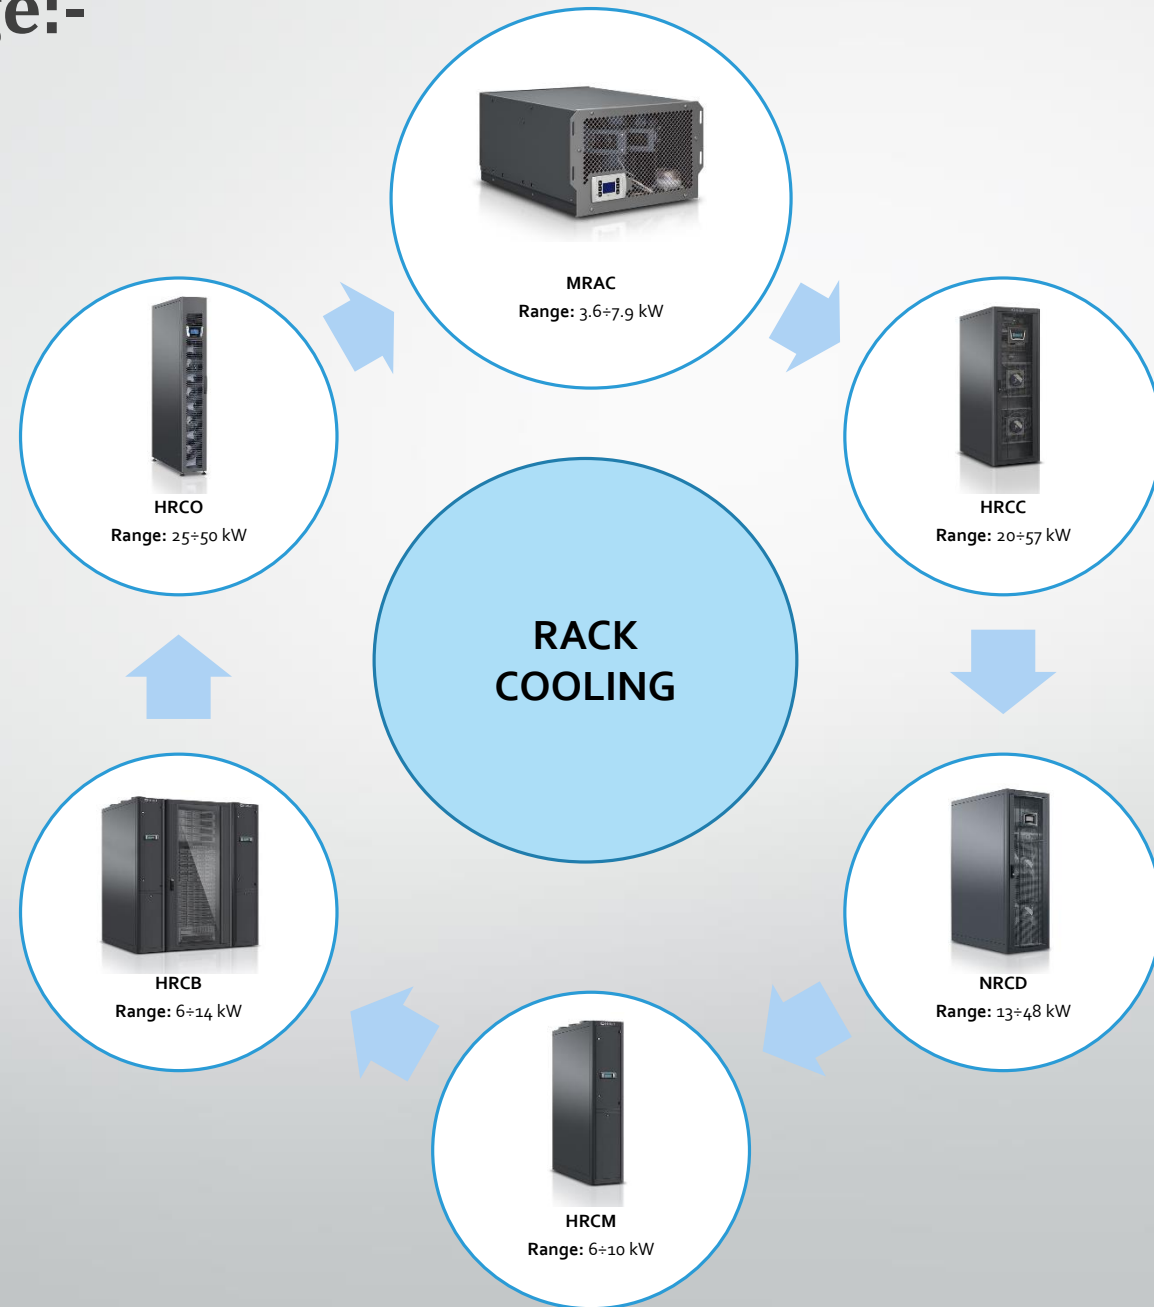 ge:-
MRAC
Range: 3.6÷7.9 kW
HRCC
Range: 20÷57 kW
NRCD
Range: 13÷48 kW
HRCM
Range: 6÷10 kW
HRCB
Range: 6÷14 kW
HRCO
Range: 25÷50 kW
RACK
COOLING